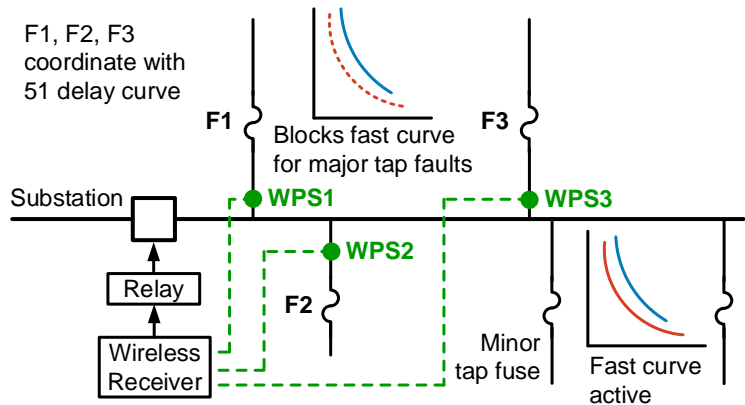 F1, F2, F3
coordinate with
51 delay curve
F1
Blocks fast curve
for major tap faults
F3
Substation
WPS1
WPS3
WPS2
Relay
F2
Wireless
Receiver
Minor
tap fuse
Fast curve
active